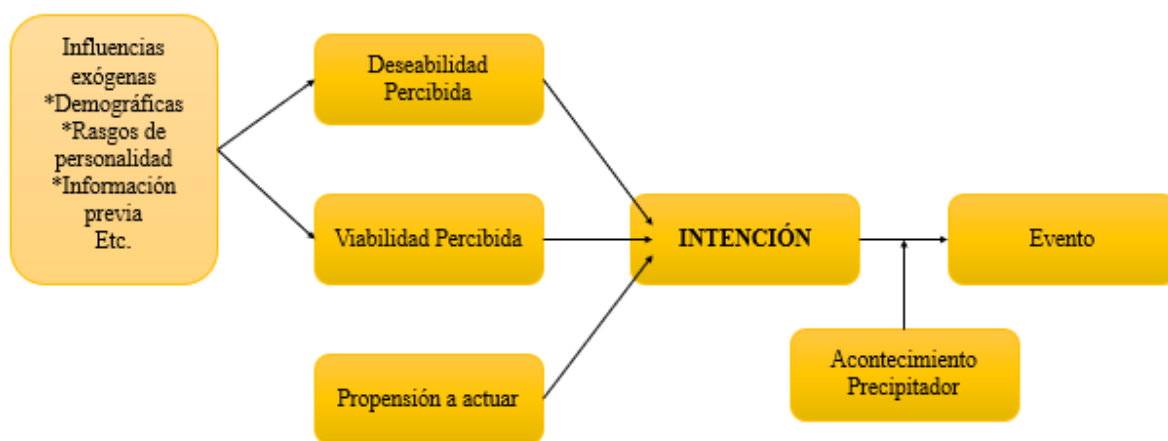 Influencias
exógenas
*Demográficas
*Rasgos de
personalidad
*Información
previa
Etc.
Deseabilidad
Percibida
Viabilidad Percibida
Propensión a actuar
INTENCIÓN
Evento
Acontecimiento
Precipitador